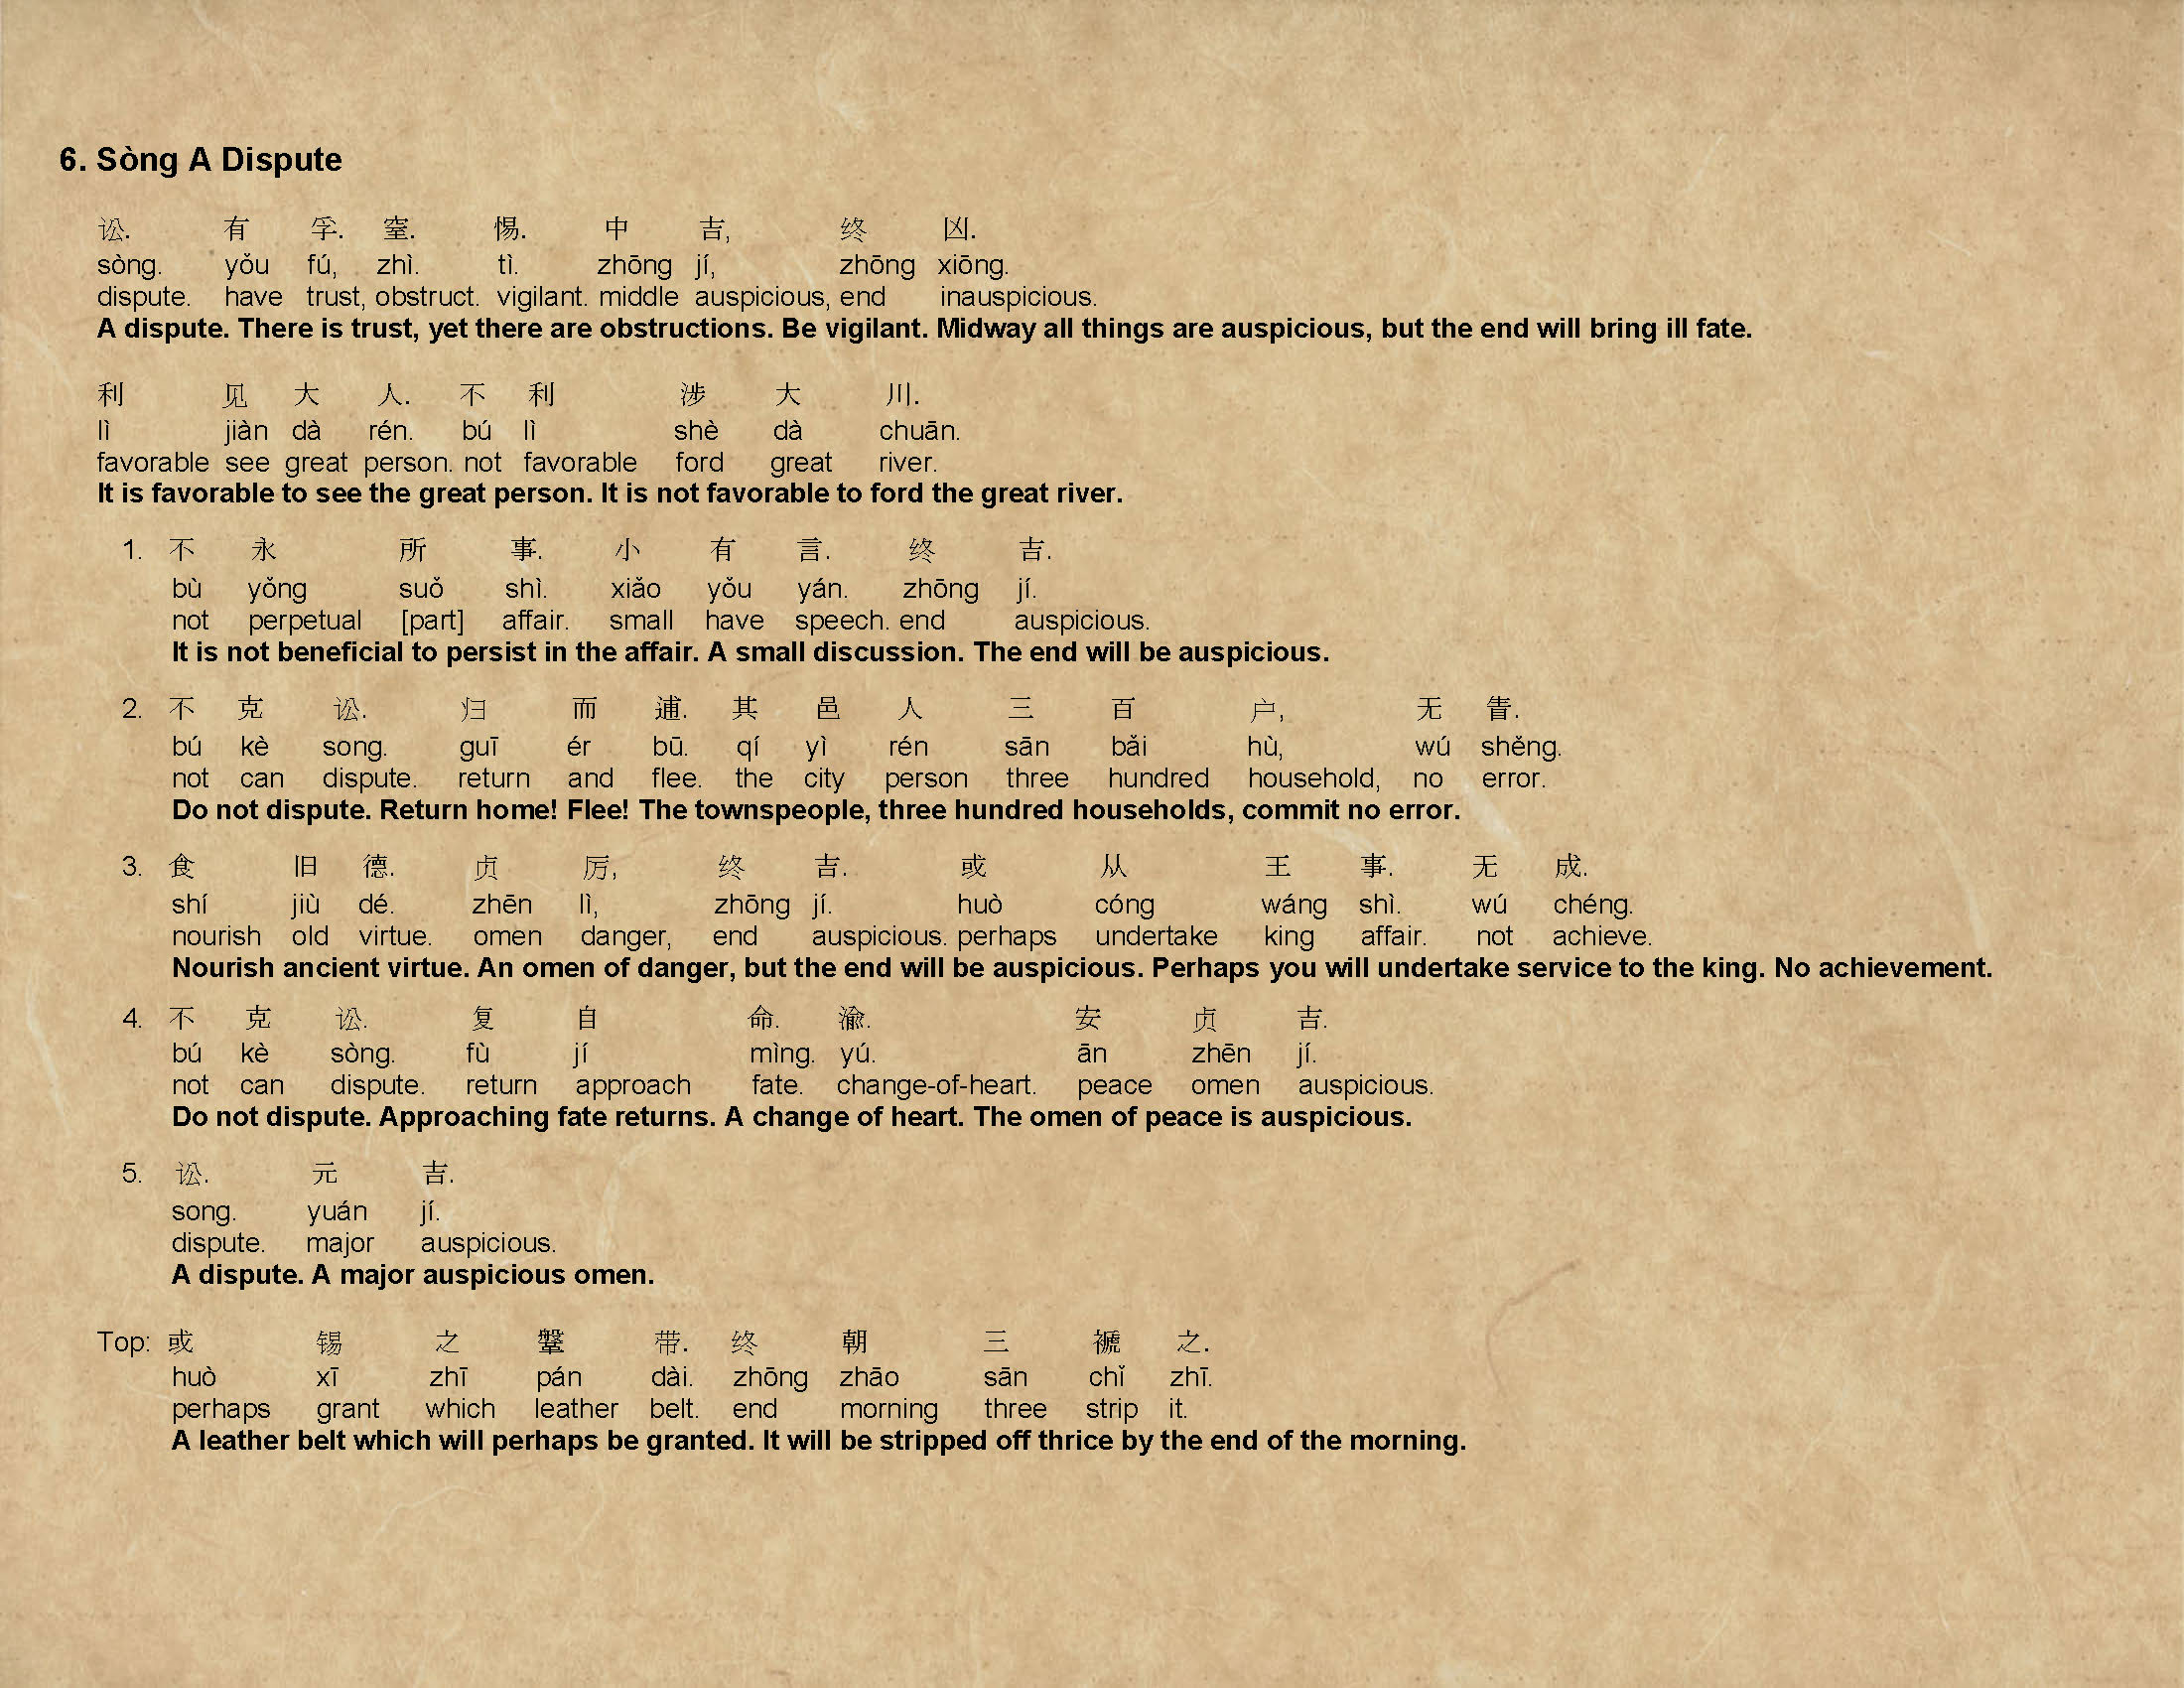 6. Sòng A Dispute
讼. 有 孚. 窒. 惕. 中 吉, 终 凶.
sòng. yǒu fú, zhì. tì. zhōng jí, zhōng xiōng.
dispute. have trust, obstruct. vigilant. middle auspicious, end inauspicious.
A dispute. There is trust, yet there are obstructions. Be vigilant. Midway all things are auspicious, but the end will bring ill fate.
利 见 大 人. 不 利 涉 大 川.
lì jiàn dà rén. bú lì shè dà chuān.
favorable see great person. not favorable ford great river.
It is favorable to see the great person. It is not favorable to ford the great river.
1. 不 永 所 事. 小 有 言. 终 吉.
bù yǒng suǒ shì. xiǎo yǒu yán. zhōng jí.
not perpetual [part] affair. small have speech. end auspicious.
It is not beneficial to persist in the affair. A small discussion. The end will be auspicious.
2. 不 克 讼. 归 而 逋. 其 邑 人 三 百 户, 无 眚.
bú kè song. guī ér bū. qí yì rén sān bǎi hù, wú shěng.
not can dispute. return and flee. the city person three hundred household, no error.
Do not dispute. Return home! Flee! The townspeople, three hundred households, commit no error.
3. 食 旧 德. 贞 厉, 终 吉. 或 从 王 事. 无 成.
shí jiù dé. zhēn lì, zhōng jí. huò cóng wáng shì. wú chéng.
nourish old virtue. omen danger, end auspicious. perhaps undertake king affair. not achieve.
Nourish ancient virtue. An omen of danger, but the end will be auspicious. Perhaps you will undertake service to the king. No achievement.
4. 不 克 讼. 复 自 命. 渝. 安 贞 吉.
bú kè sòng. fù jí mìng. yú. ān zhēn jí.
not can dispute. return approach fate. change-of-heart. peace omen auspicious.
Do not dispute. Approaching fate returns. A change of heart. The omen of peace is auspicious.
5. 讼. 元 吉.
song. yuán jí.
dispute. major auspicious.
A dispute. A major auspicious omen.
Top: 或 锡 之 鞶 带. 终 朝 三 褫 之.
huò xī zhī pán dài. zhōng zhāo sān chǐ zhī.
perhaps grant which leather belt. end morning three strip it.
A leather belt which will perhaps be granted. It will be stripped off thrice by the end of the morning.